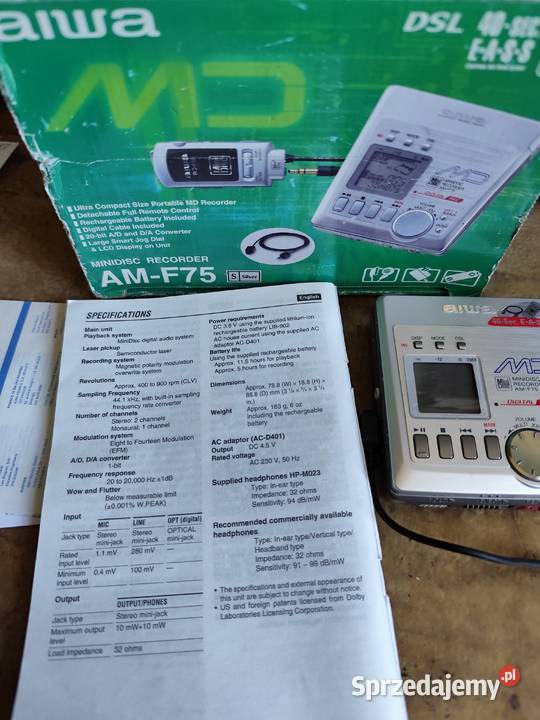 aiwa
DSL 40-SEC
E-A-S-S
MD
Ultra Compact Size Portable MD Recorder
Detachable Full Remote Control
Rechargeable Battery Included
Digital Cable Included
20-bit A/D and D/A Converter
Large Smart Jog Dial
& LCD Display on Unit
MINIDISC RECORDER
AM-F75 S Silver
SPECIFICATIONS
English
Main unit
Playback system
MiniDisc digital audio system
Laser pickup
Semiconductor laser
Recording system
Magnetic polarity modulation
overwrite system
Revolutions
Approx. 400 to 900 rpm (CLV)
Sampling Frequency
44.1 kHz, with built-in sampling
frequency rate converter
Number of channels
Stereo: 2 channels
Monaural: 1 channel
Modulation system
Eight to Fourteen Modulation
(EFM)
A/D, D/A converter
1-bit
Frequency response
20 to 20,000 Hz ±1dB
Wow and Flutter
Below measurable limit
(±0.001% W.PEAK)
Input
MIC LINE OPT (digital)
Jack type Stereo mini-jack Stereo mini-jack OPTICAL mini-jack
Rated input level 1.1 mV 280 mV —
Minimum input level 0.4 mV 100 mV —
Output
OUTPUT/PHONES
Jack type Stereo mini-jack
Maximum output level 10 mW+10 mW
Load impedance 32 ohms
Power requirements
DC 3.6 V using the supplied lithium-ion
rechargeable battery LIB-902
AC house current using the supplied AC
adaptor AC-D401
Battery life
Using the supplied rechargeable battery
Approx. 11.5 hours for playback
Approx. 5 hours for recording
Dimensions
Approx. 78.8 (W) × 18.8 (H) ×
Weight
Approx. 163 g, 6 oz
including the rechargeable
battery
AC adaptor (AC-D401)
Output DC 4.5 V
Rated voltage
AC 230 V, 50 Hz
Supplied headphones HP-M023
Type: In-ear type
Impedance: 32 ohms
Sensitivity: 94 dB/mW
Recommended commercially available
headphones
Type: In-ear type/Vertical type/
Headband type
Impedance: 32 ohms
Sensitivity: 91 – 99 dB/mW
• The specifications and external appearance of
this unit are subject to change without notice.
• US and foreign patents licensed from Dolby
Laboratories Licensing Corporation.
aiwa
40-Sec E-A-S-S
DISP MODE DSL
MD
MINIDISC
RECORDER
AM-F75
DIGITAL
VOLUME
MULTI JOG
MARK
Sprzedajemy.pl